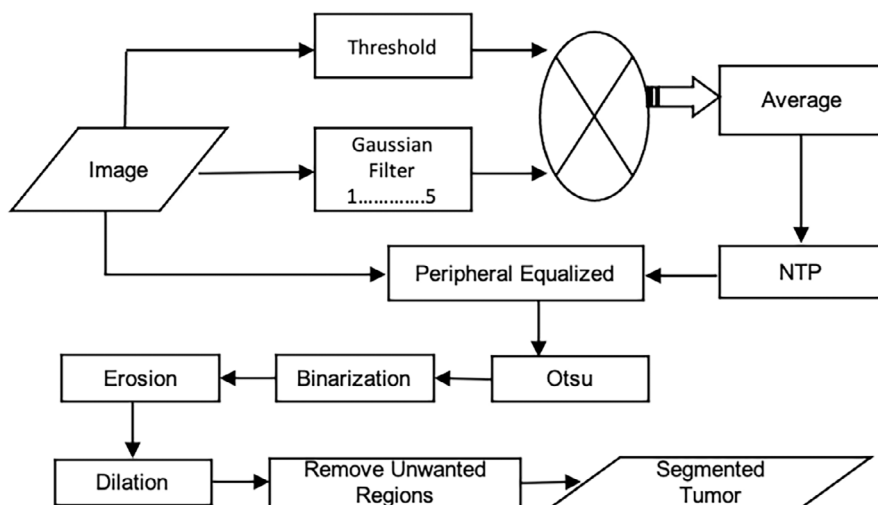 Threshold
Image
Gaussian
Filter
1.............5
Average
Peripheral Equalized
NTP
Erosion
Binarization
Otsu
Dilation
Remove Unwanted
Regions
Segmented
Tumor